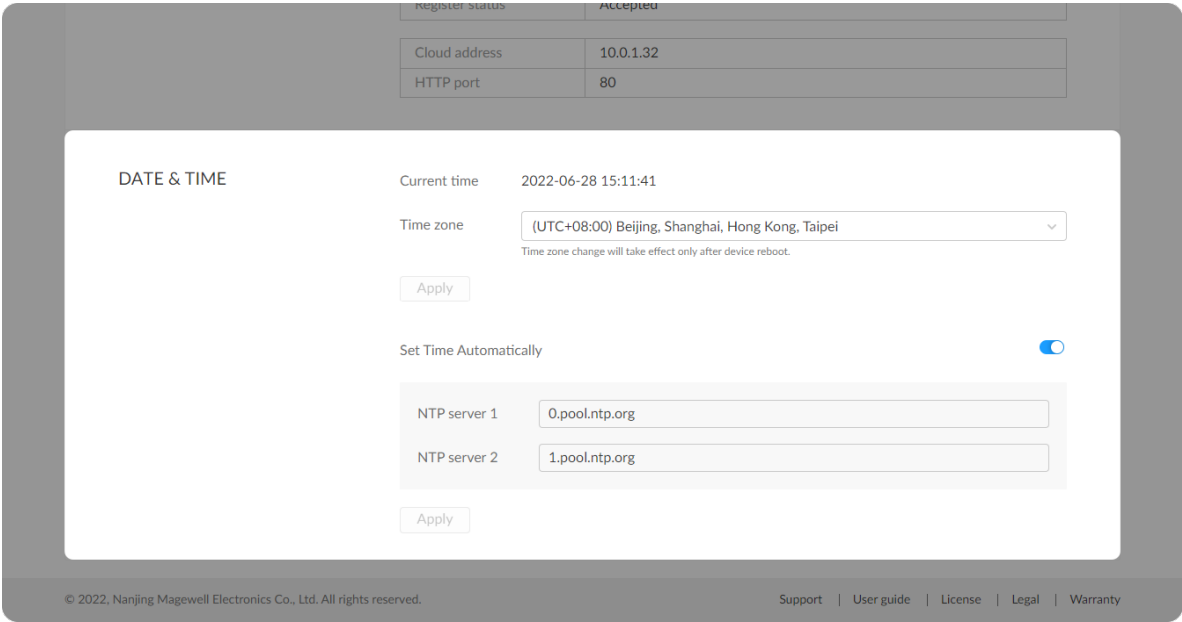 Register status Accepted
Cloud address 10.0.1.32
HTTP port 80
DATE & TIME
Current time 2022-06-28 15:11:41
Time zone (UTC+08:00) Beijing, Shanghai, Hong Kong, Taipei
Time zone change will take effect only after device reboot.
Apply
Set Time Automatically
NTP server 1 0.pool.ntp.org
NTP server 2 1.pool.ntp.org
Apply
© 2022, Nanjing Magewell Electronics Co., Ltd. All rights reserved. Support | User guide | License | Legal | Warranty